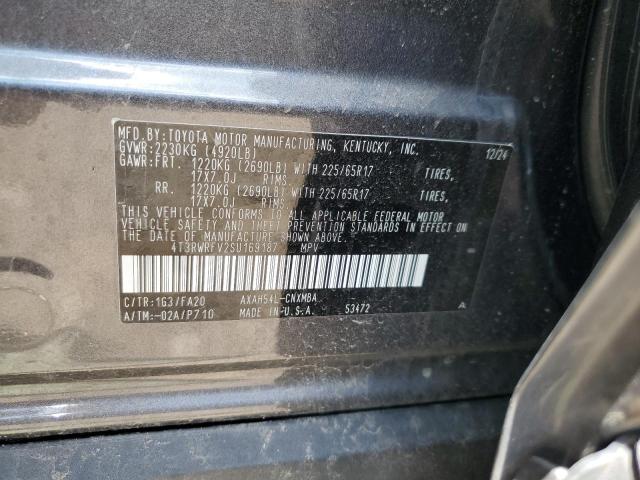 MFD.BY:TOYOTA MOTOR MANUFACTURING, KENTUCKY, INC.
GVWR:2230KG (4920LB) 12/24
GAWR:FRT. 1220KG (2690LB) WITH 225/65R17 TIRES,
17X7.0J RIMS
RR. 1220KG (2690LB) WITH 225/65R17 TIRES,
17X7.0J RIMS
THIS VEHICLE CONFORMS TO ALL APPLICABLE FEDERAL MOTOR
VEHICLE SAFETY AND THEFT PREVENTION STANDARDS IN EFFECT ON
THE DATE OF MANUFACTURE SHOWN ABOVE.
4T3RWRFV2SU169187 MPV
C/TR:1G3/FA20 AXAH54L-CNXMBA A
A/TM:-02A/P710 MADE IN U.S.A. 53472